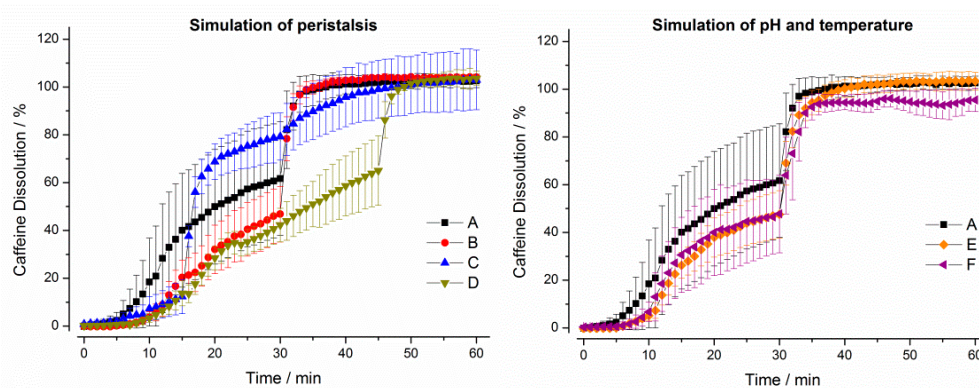 Simulation of peristalsis
120
100
80
60
40
20
0
Caffeine Dissolution / %
A
B
C
D
0 10 20 30 40 50 60
Time / min
Simulation of pH and temperature
120
100
80
60
40
20
0
Caffeine Dissolution / %
A
E
F
0 10 20 30 40 50 60
Time / min